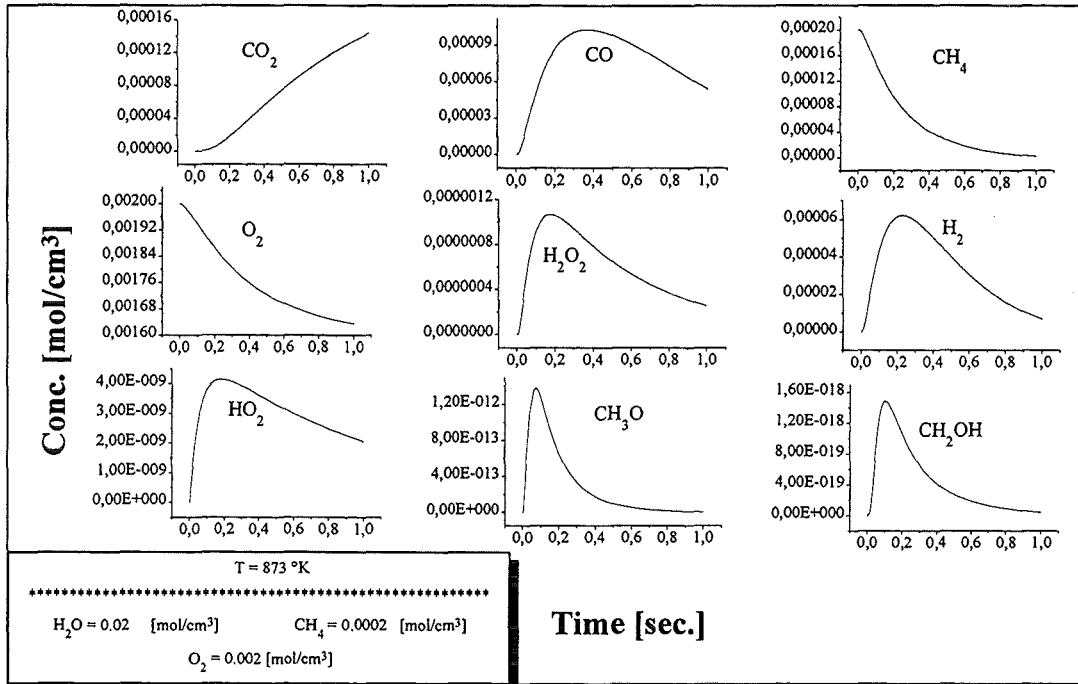 Conc. [mol/cm³]
0,00016
0,00012
0,00008
0,00004
0,00000
CO₂
0,0 0,2 0,4 0,6 0,8 1,0
0,00009
0,00006
0,00003
0,00000
CO
0,0 0,2 0,4 0,6 0,8 1,0
0,00020
0,00016
0,00012
0,00008
0,00004
0,00000
CH₄
0,0 0,2 0,4 0,6 0,8 1,0
0,00200
0,00192
0,00184
0,00176
0,00168
0,00160
O₂
0,0 0,2 0,4 0,6 0,8 1,0
0,0000012
0,0000008
0,0000004
0,0000000
H₂O₂
0,0 0,2 0,4 0,6 0,8 1,0
0,00006
0,00004
0,00002
0,00000
H₂
0,0 0,2 0,4 0,6 0,8 1,0
4,00E-009
3,00E-009
2,00E-009
1,00E-009
0,00E+000
HO₂
0,0 0,2 0,4 0,6 0,8 1,0
1,20E-012
8,00E-013
4,00E-013
0,00E+000
CH₃O
0,0 0,2 0,4 0,6 0,8 1,0
1,60E-018
1,20E-018
8,00E-019
4,00E-019
0,00E+000
CH₂OH
0,0 0,2 0,4 0,6 0,8 1,0
T = 873 °K
H₂O = 0.02 [mol/cm³] CH₄ = 0.0002 [mol/cm³]
O₂ = 0.002 [mol/cm³]
Time [sec.]